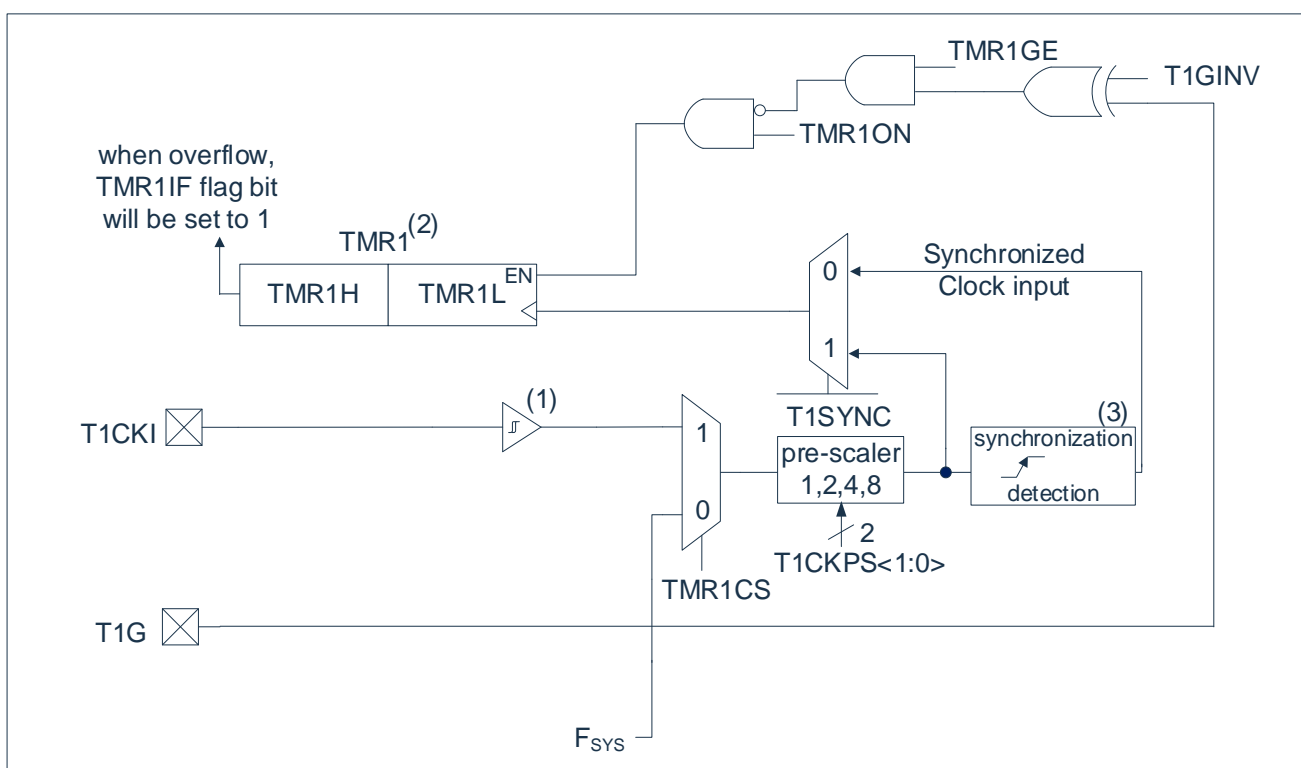 TMR1GE
T1GINV
TMR1ON
when overflow,
TMR1IF flag bit
will be set to 1
TMR1(2)
EN
TMR1H
TMR1L
0
Synchronized
Clock input
1
T1SYNC
T1CKI
(1)
1
0
pre-scaler
1,2,4,8
(3)
synchronization
detection
2
T1CKPS<1:0>
TMR1CS
T1G
FSYS